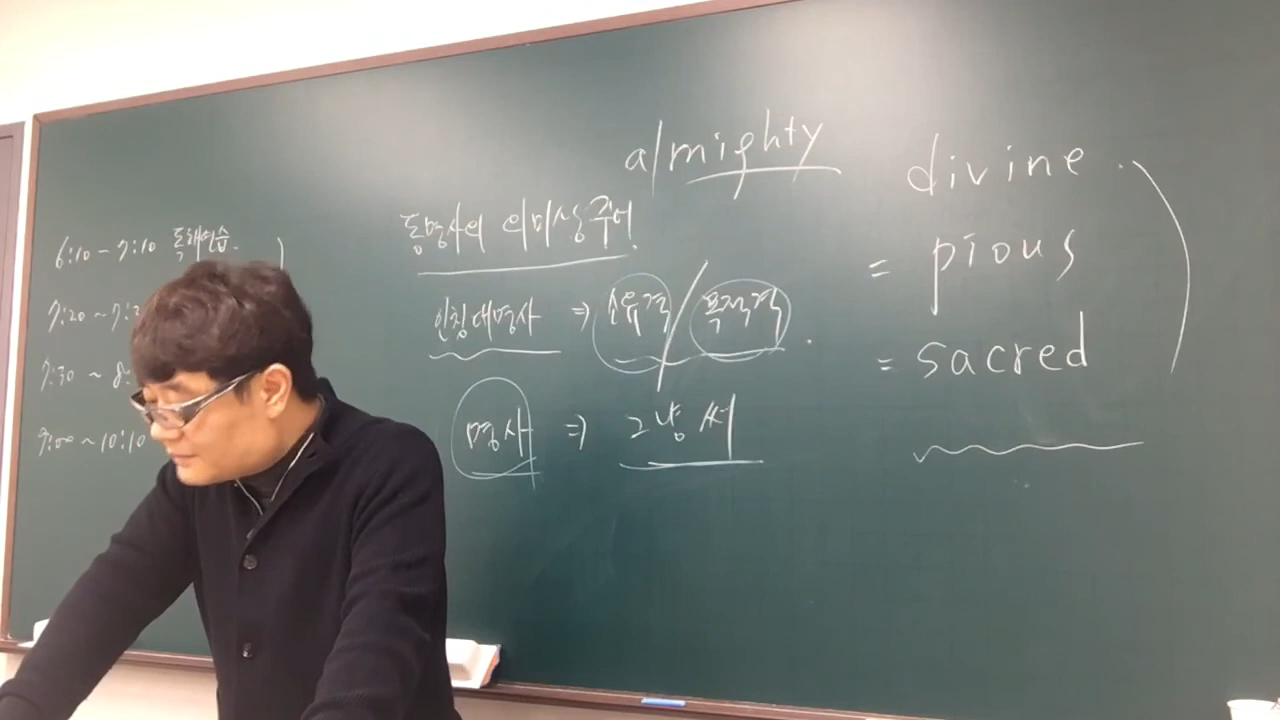 6:10 - 7:10 독해연습.
7:20 ~ 7:2
7:30 ~ 8:
9:00 ~ 10:10
동명사의 의미상 주어.
인칭대명사 ⇒ 소유격 / 목적격.
명사 ⇒ 그냥 써
almighty
divine.
= pious
= sacred